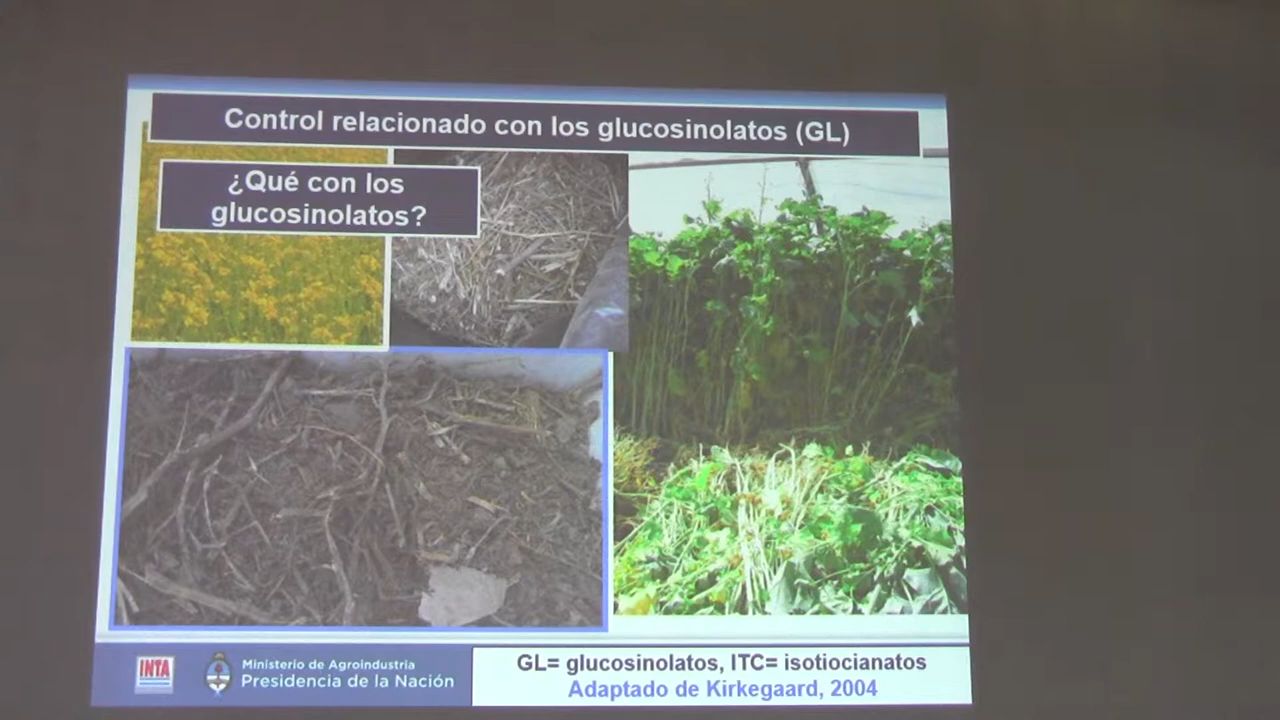 Control relacionado con los glucosinolatos (GL)
¿Qué con los
glucosinolatos?
INTA
Ministerio de Agroindustria
Presidencia de la Nación
GL= glucosinolatos, ITC= isotiocianatos
Adaptado de Kirkegaard, 2004